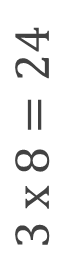 3 x 8 = 24